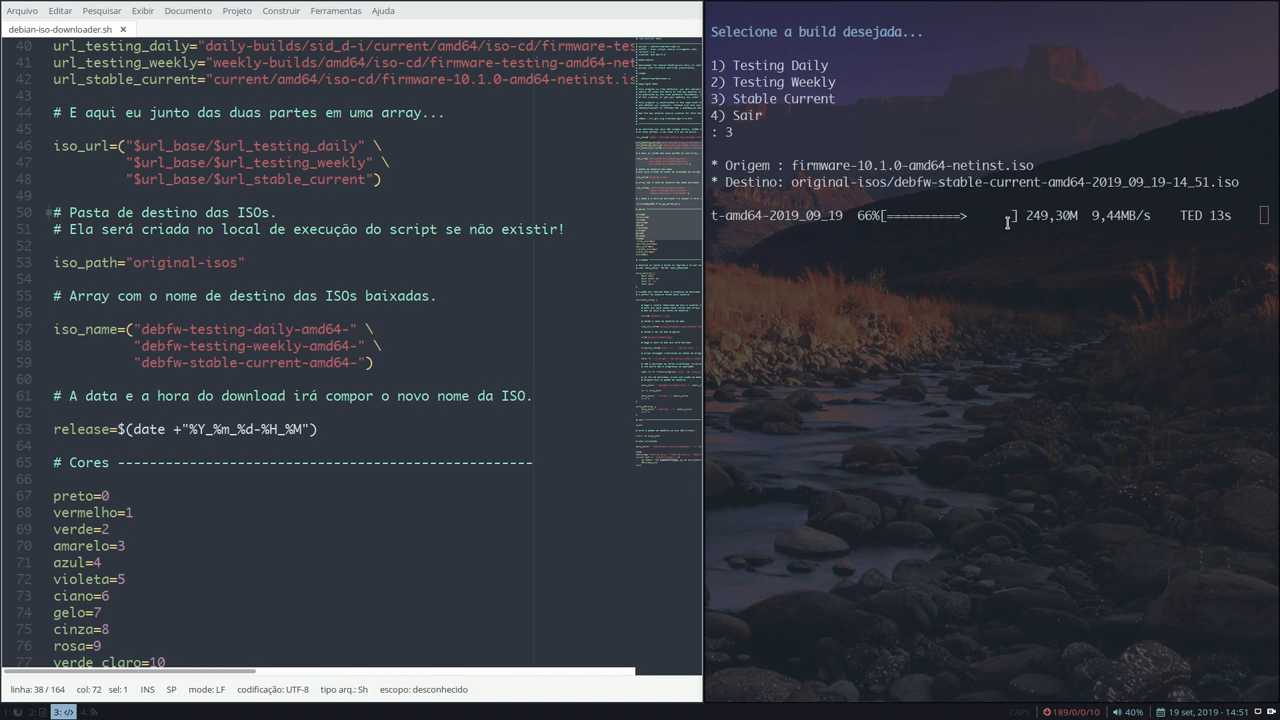 Arquivo Editar Pesquisar Exibir Documento Projeto Construir Ferramentas Ajuda
debian-iso-downloader.sh
40 url_testing_daily="daily-builds/sid_d-i/current/amd64/iso-cd/firmware-tes
41 url_testing_weekly="weekly-builds/amd64/iso-cd/firmware-testing-amd64-net
42 url_stable_current="current/amd64/iso-cd/firmware-10.1.0-amd64-netinst.is
43
44 # E aqui eu junto das duas partes em uma array...
45
46 iso_url=("$url_base/$url_testing_daily" \
47 "$url_base/$url_testing_weekly" \
48 "$url_base/$url_stable_current")
49
50 # Pasta de destino das ISOs.
51 # Ela será criada no local de execução do script se não existir!
52
53 iso_path="original-isos"
54
55 # Array com o nome de destino das ISOs baixadas.
56
57 iso_name=("debfw-testing-daily-amd64-" \
58 "debfw-testing-weekly-amd64-" \
59 "debfw-stable-current-amd64-")
60
61 # A data e a hora do download irá compor o novo nome da ISO.
62
63 release=$(date +"%Y_%m_%d-%H_%M")
64
65 # Cores ----------------------------------------------------
66
67 preto=0
68 vermelho=1
69 verde=2
70 amarelo=3
71 azul=4
72 violeta=5
73 ciano=6
74 gelo=7
75 cinza=8
76 rosa=9
77 verde_claro=10
linha: 38 / 164 col: 72 sel: 1 INS SP mode: LF codificação: UTF-8 tipo arq.: Sh escopo: desconhecido
Selecione a build desejada...
1) Testing Daily
2) Testing Weekly
3) Stable Current
4) Sair
: 3
* Origem : firmware-10.1.0-amd64-netinst.iso
* Destino: original-isos/debfw-stable-current-amd64-2019_09_19-14_51.iso
t-amd64-2019_09_19 66%[==========> ] 249,30M 9,44MB/s TED 13s
1: 2: 3: </> 4: CAPS 189/0/0/10 40% 19 set, 2019 - 14:51